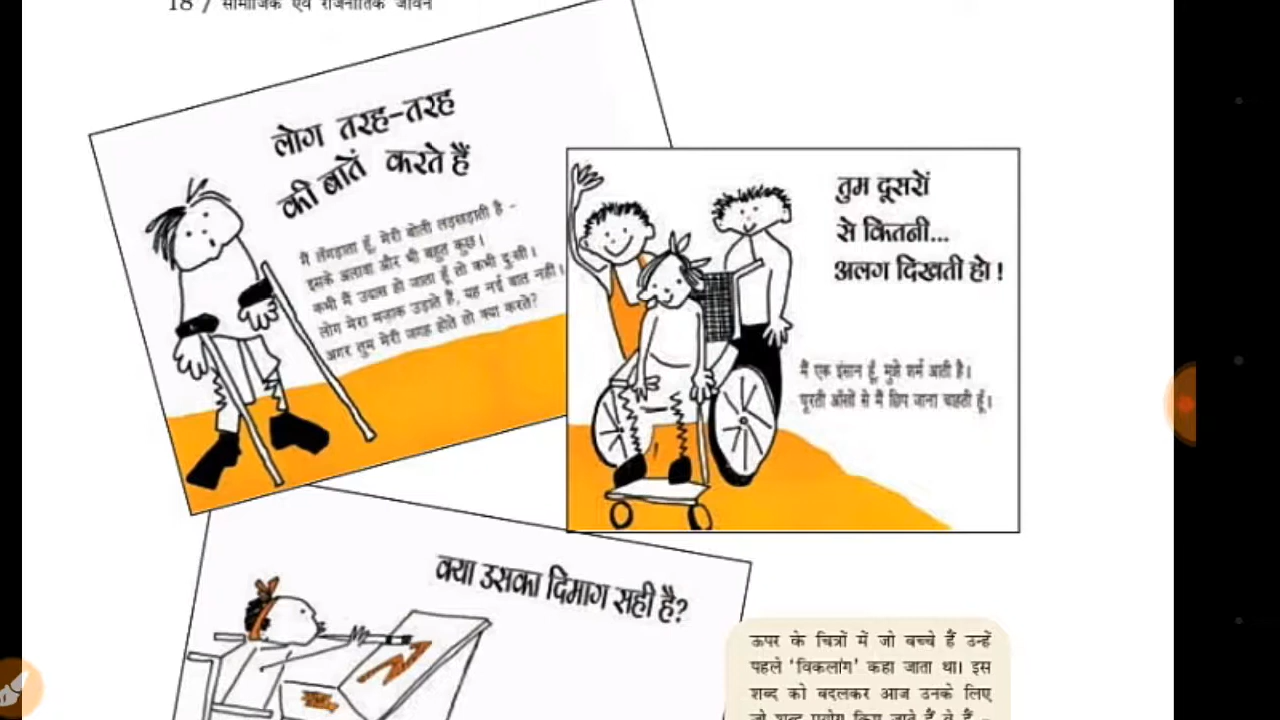 18 / सामाजिक एवं राजनीतिक जीवन
लोग तरह-तरह
की बातें करते हैं
मैं लँगड़ाता हूँ, मेरी बोली लड़खड़ाती है -
इसके अलावा और भी बहुत कुछ।
कभी मैं उदास हो जाता हूँ तो कभी दुःखी।
लोग मेरा मज़ाक उड़ाते हैं, यह नई बात नहीं।
अगर तुम मेरी जगह होते तो क्या करते?
तुम दूसरों
से कितनी...
अलग दिखती हो!
मैं एक इंसान हूँ, मुझे शर्म आती है।
घूरती आँखों से मैं छिप जाना चाहती हूँ।
क्या उसका दिमाग सही है?
ऊपर के चित्रों में जो बच्चे हैं उन्हें
पहले ‘विकलांग’ कहा जाता था। इस
शब्द को बदलकर आज उनके लिए
जो शब्द प्रयोग किए जाते हैं वे हैं -